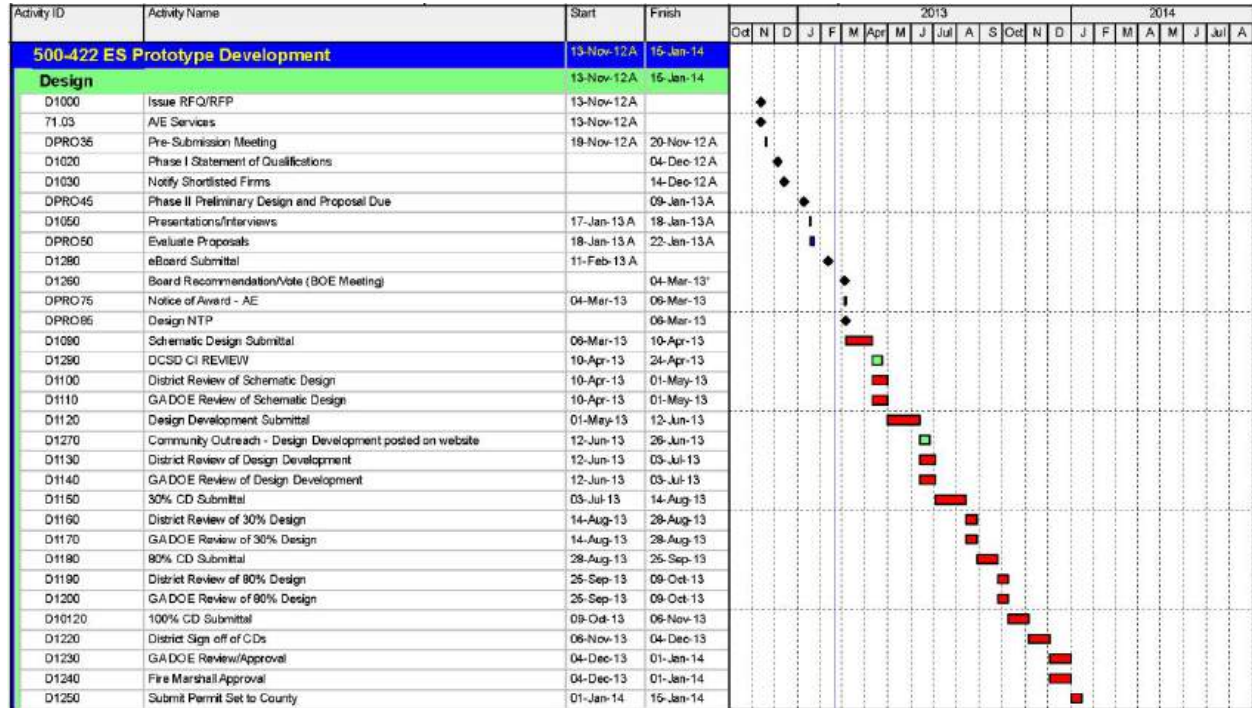 Activity ID Activity Name Start Finish 2013 2014
Oct N D J F M Apr M J Jul A S Oct N D J F M A M J Jul A
500-422 ES Prototype Development 13-Nov-12 A 15-Jan-14
Design 13-Nov-12 A 15-Jan-14
D1000 Issue RFQ/RFP 13-Nov-12 A
71.03 A/E Services 13-Nov-12 A
DPRO35 Pre-Submission Meeting 19-Nov-12 A 20-Nov-12 A
D1020 Phase I Statement of Qualifications 04-Dec-12 A
D1030 Notify Shortlisted Firms 14-Dec-12 A
DPRO45 Phase II Preliminary Design and Proposal Due 09-Jan-13 A
D1050 Presentations/Interviews 17-Jan-13 A 18-Jan-13 A
DPRO50 Evaluate Proposals 18-Jan-13 A 22-Jan-13 A
D1280 eBoard Submittal 11-Feb-13 A
D1260 Board Recommendation/Vote (BOE Meeting) 04-Mar-13*
DPRO75 Notice of Award - AE 04-Mar-13 06-Mar-13
DPRO85 Design NTP 06-Mar-13
D1090 Schematic Design Submittal 06-Mar-13 10-Apr-13
D1290 DCSD CI REVIEW 10-Apr-13 24-Apr-13
D1100 District Review of Schematic Design 10-Apr-13 01-May-13
D1110 GADOE Review of Schematic Design 10-Apr-13 01-May-13
D1120 Design Development Submittal 01-May-13 12-Jun-13
D1270 Community Outreach - Design Development posted on website 12-Jun-13 26-Jun-13
D1130 District Review of Design Development 12-Jun-13 03-Jul-13
D1140 GADOE Review of Design Development 12-Jun-13 03-Jul-13
D1150 30% CD Submittal 03-Jul-13 14-Aug-13
D1160 District Review of 30% Design 14-Aug-13 28-Aug-13
D1170 GADOE Review of 30% Design 14-Aug-13 28-Aug-13
D1180 80% CD Submittal 28-Aug-13 25-Sep-13
D1190 District Review of 80% Design 25-Sep-13 09-Oct-13
D1200 GADOE Review of 80% Design 25-Sep-13 09-Oct-13
D10120 100% CD Submittal 09-Oct-13 06-Nov-13
D1220 District Sign off of CDs 06-Nov-13 04-Dec-13
D1230 GADOE Review/Approval 04-Dec-13 01-Jan-14
D1240 Fire Marshall Approval 04-Dec-13 01-Jan-14
D1250 Submit Permit Set to County 01-Jan-14 15-Jan-14